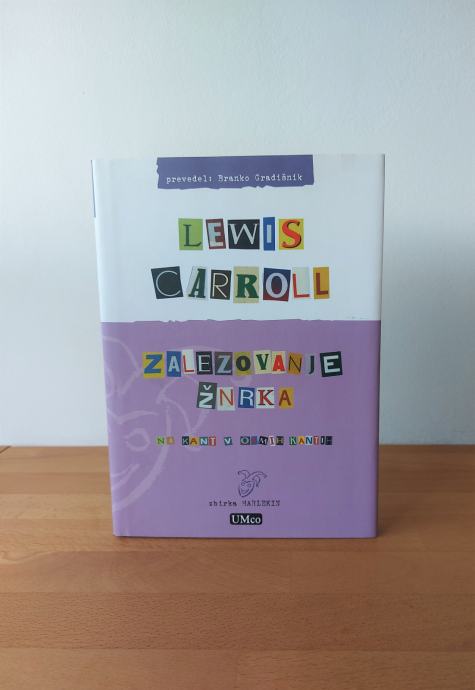 prevedel: Branko Gradišnik
LEWIS
CARROLL
ZALEZOVANJE
ŽNRKA
NA KANT V OSMIH KANTIH
zbirka HARLEKIN
UMco